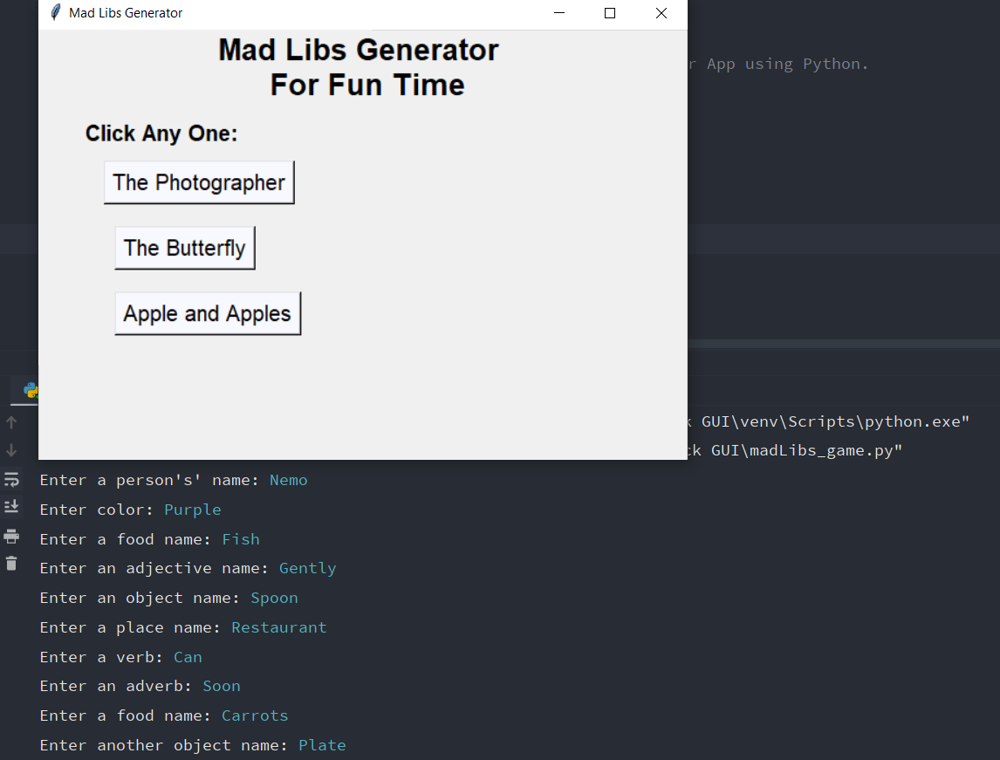 Mad Libs Generator
Mad Libs Generator
For Fun Time
App using Python.
Click Any One:
The Photographer
The Butterfly
Apple and Apples
GUI\venv\Scripts\python.exe"
GUI\madLibs_game.py"
Enter a person's' name: Nemo
Enter color: Purple
Enter a food name: Fish
Enter an adjective name: Gently
Enter an object name: Spoon
Enter a place name: Restaurant
Enter a verb: Can
Enter an adverb: Soon
Enter a food name: Carrots
Enter another object name: Plate